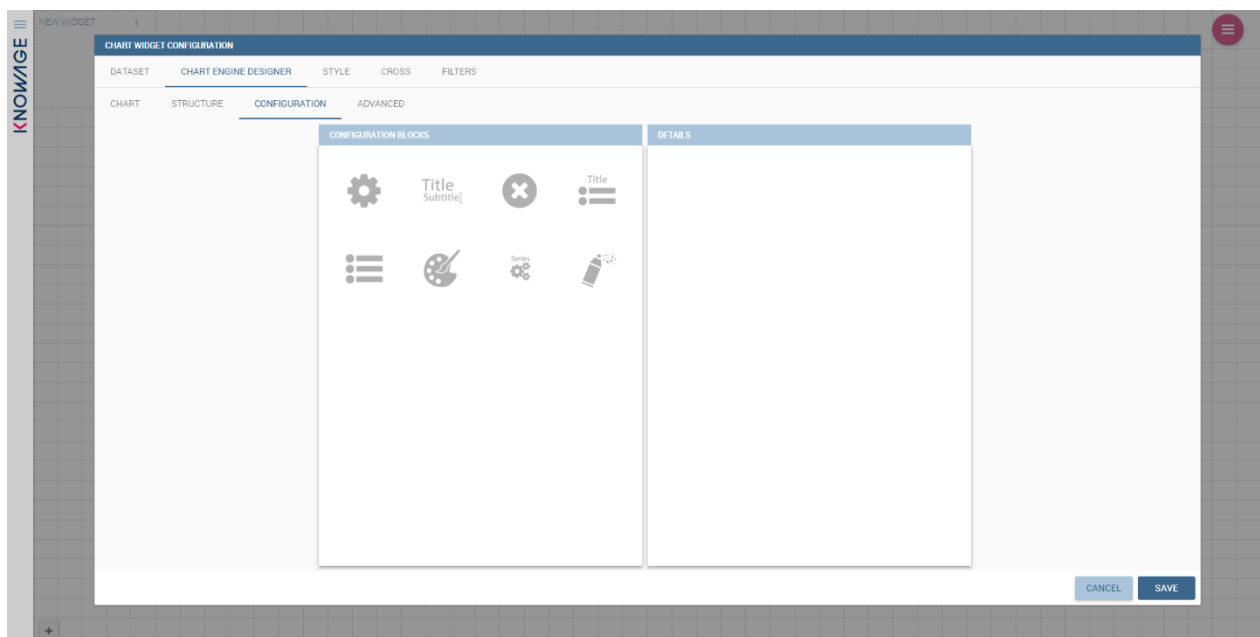 NEW WIDGET
KNOWAGE
CHART WIDGET CONFIGURATION
DATASET CHART ENGINE DESIGNER STYLE CROSS FILTERS
CHART STRUCTURE CONFIGURATION ADVANCED
CONFIGURATION BLOCKS DETAILS
Title
Subtitle[
Title
Series
CANCEL SAVE
+